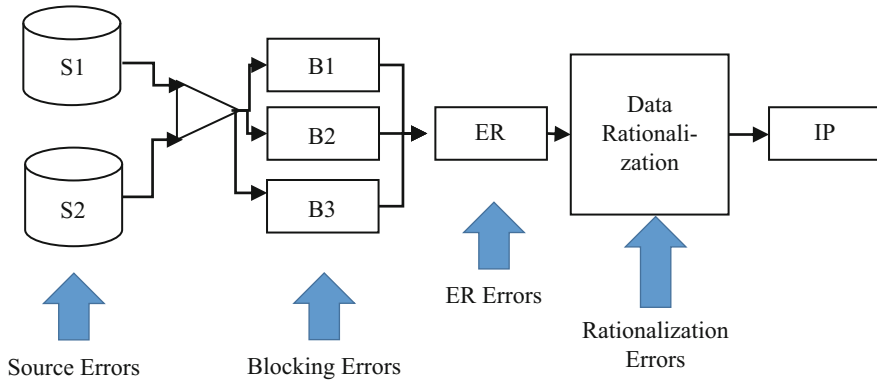 S1
S2
B1
B2
B3
ER
Data
Rationali-
zation
IP
Source Errors
Blocking Errors
ER Errors
Rationalization
Errors